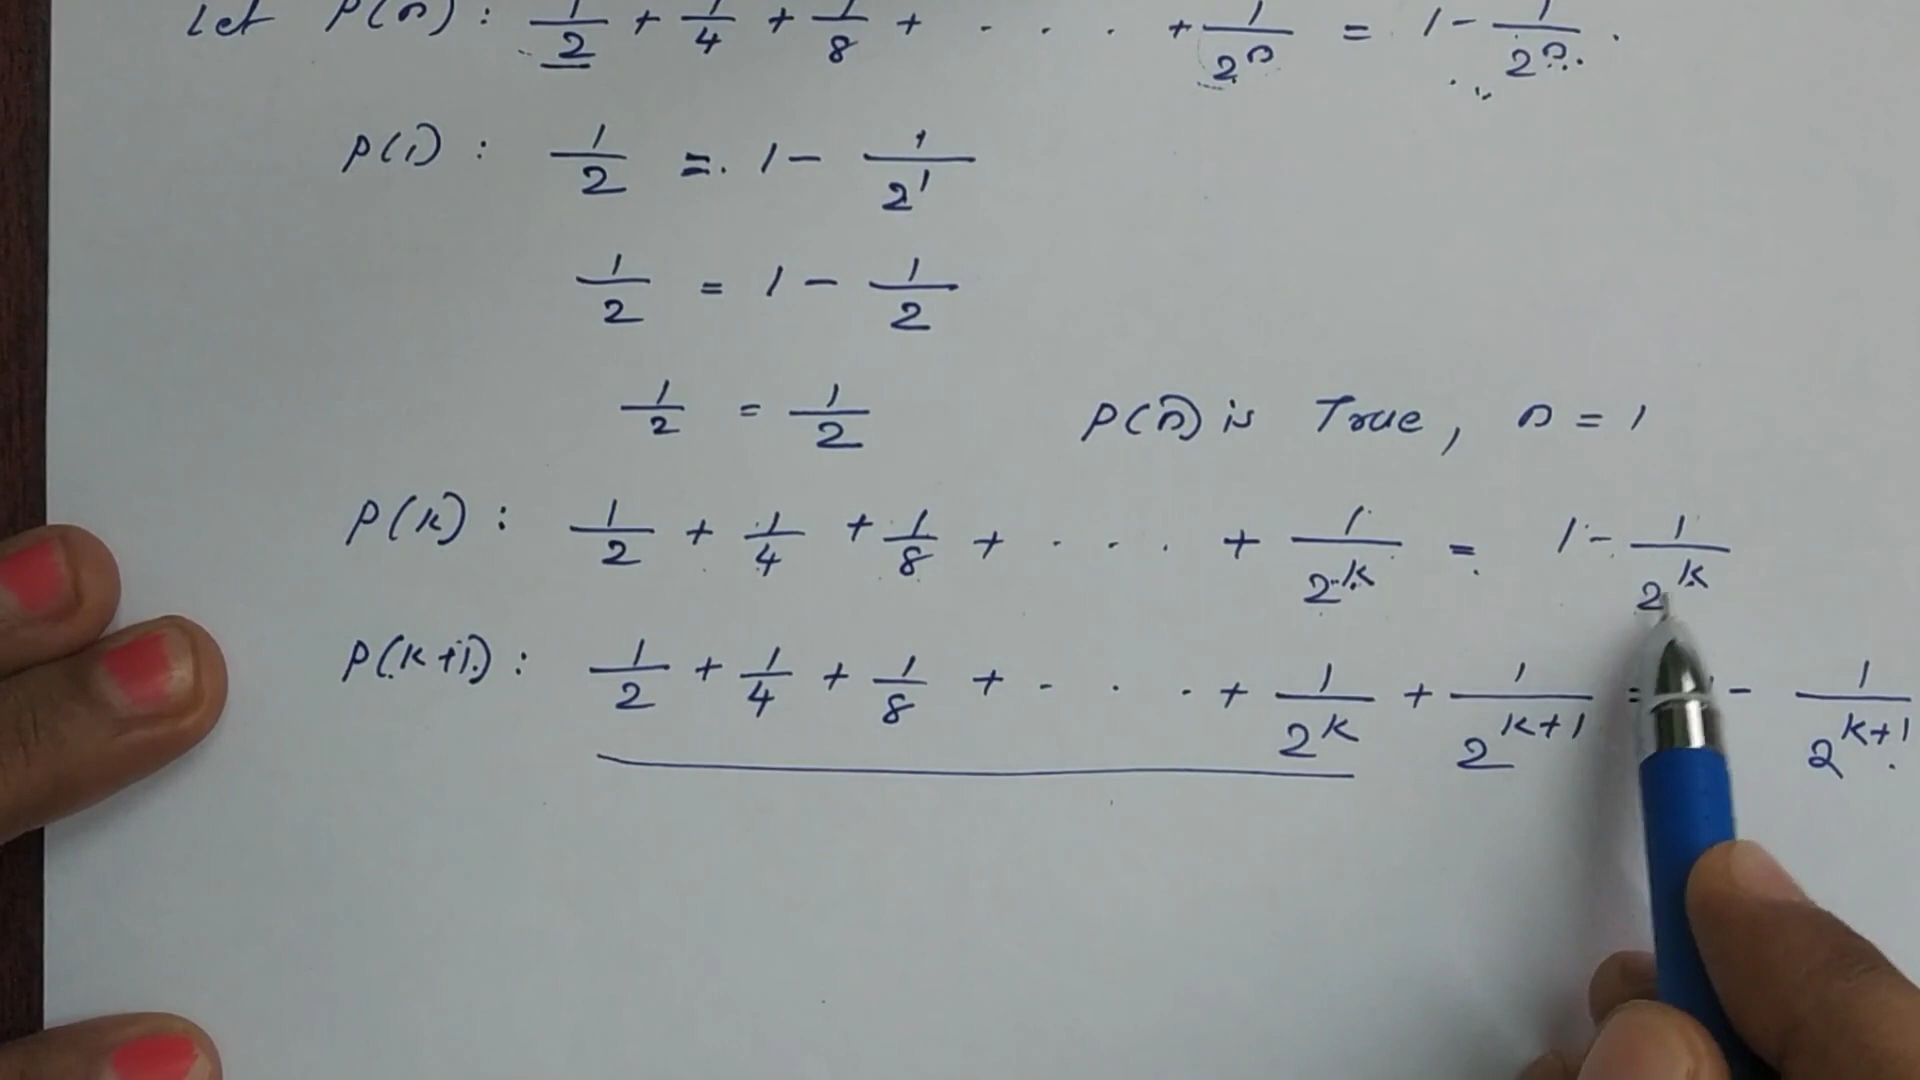 Let P(n) : 1/2 + 1/4 + 1/8 + . . . + 1/2^n = 1 - 1/2^n .
P(1) : 1/2 = 1 - 1/2^1
1/2 = 1 - 1/2
1/2 = 1/2 P(n) is True, n = 1
P(k) : 1/2 + 1/4 + 1/8 + . . . + 1/2^k = 1 - 1/2^k
P(k+1) : 1/2 + 1/4 + 1/8 + . . . + 1/2^k + 1/2^(k+1) = 1 - 1/2^(k+1)